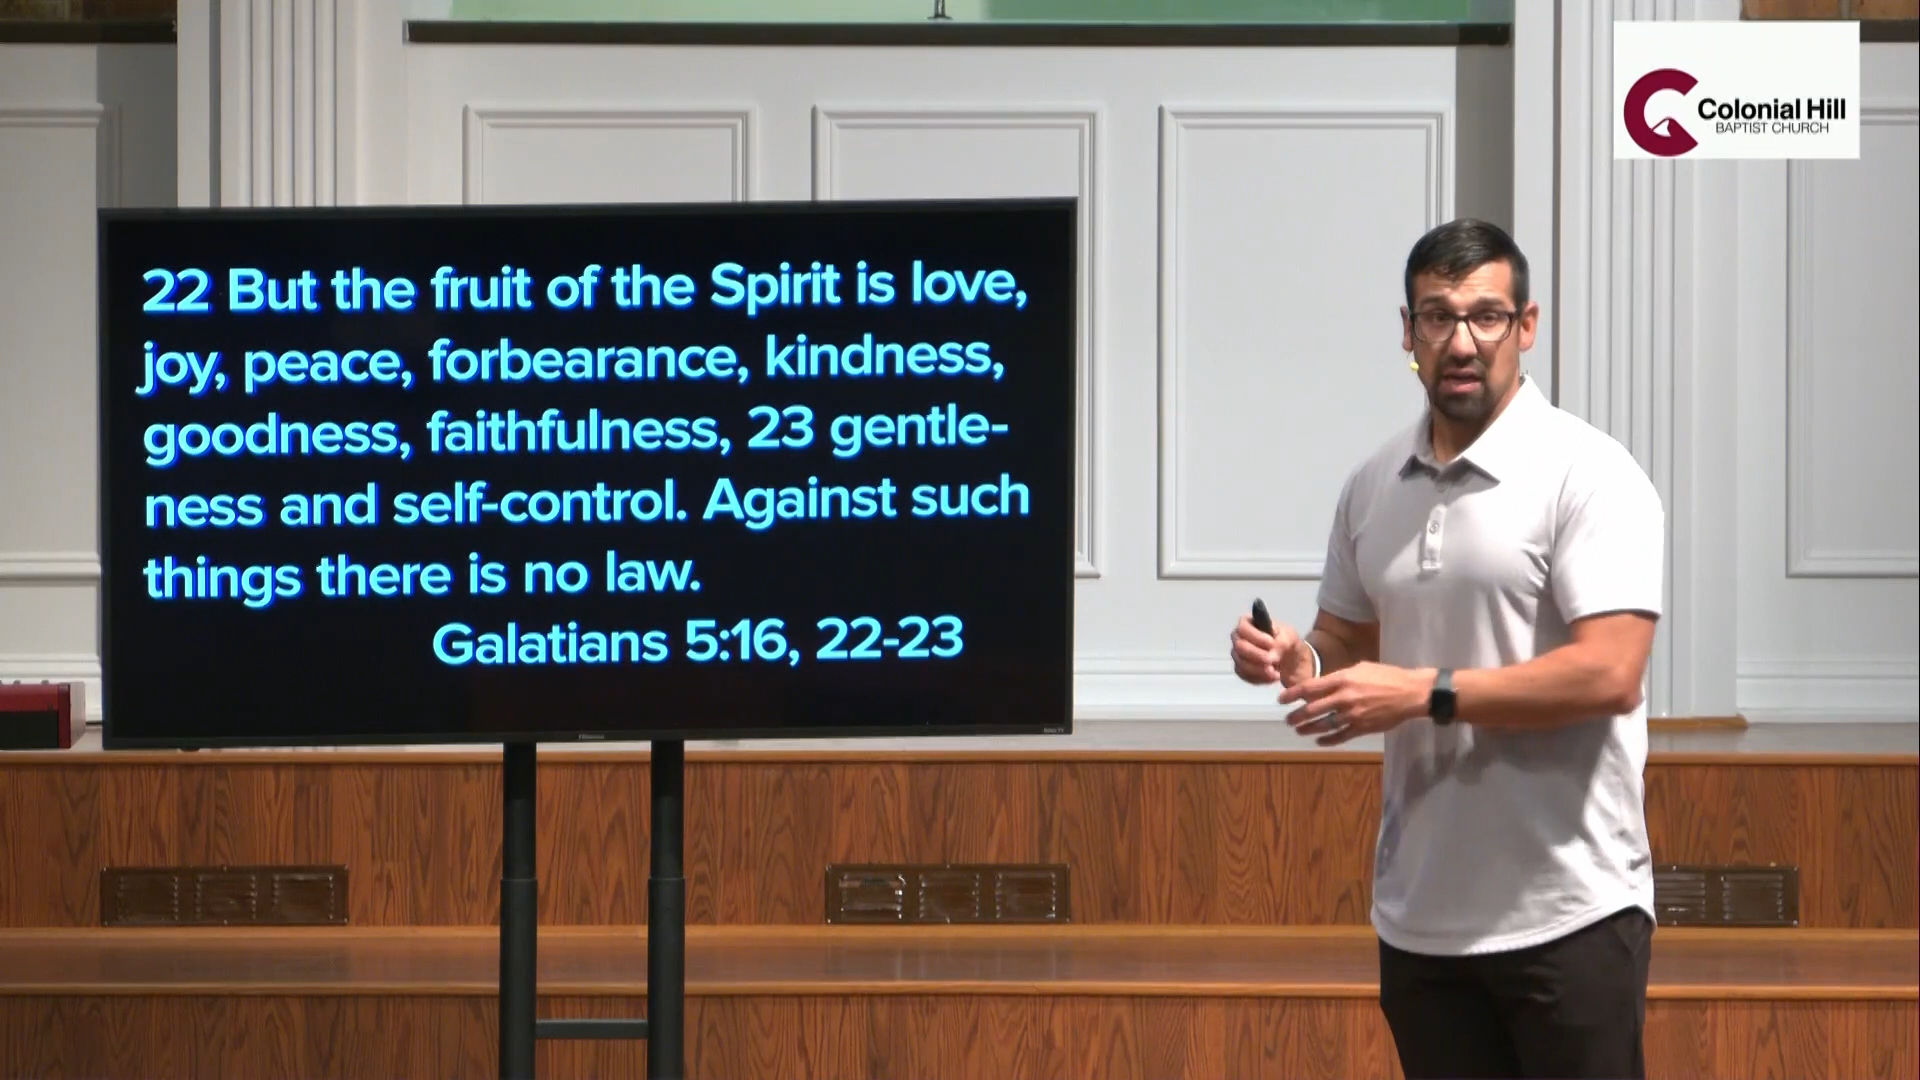 22 But the fruit of the Spirit is love,
joy, peace, forbearance, kindness,
goodness, faithfulness, 23 gentle-
ness and self-control. Against such
things there is no law.
Galatians 5:16, 22-23
Colonial Hill
BAPTIST CHURCH